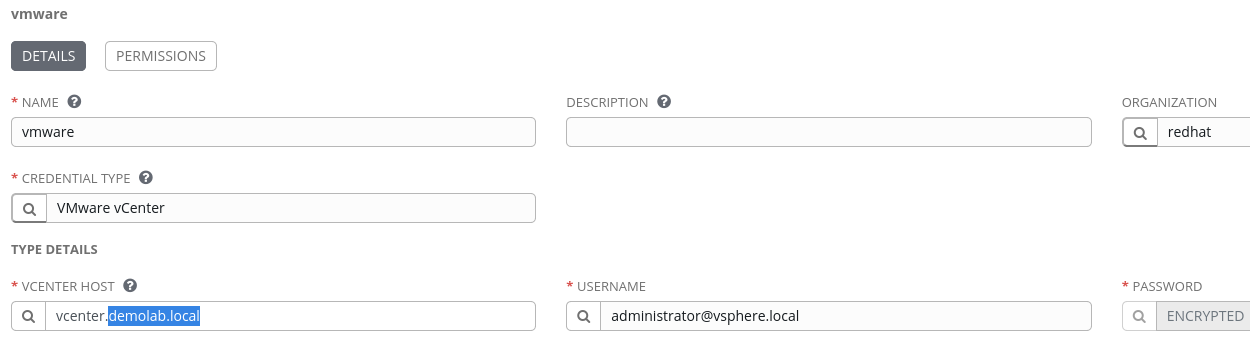 vmware
DETAILS PERMISSIONS
* NAME ? DESCRIPTION ? ORGANIZATION
vmware redhat
* CREDENTIAL TYPE ?
VMware vCenter
TYPE DETAILS
* VCENTER HOST ? * USERNAME * PASSWORD
vcenter.demolab.local administrator@vsphere.local ENCRYPTED